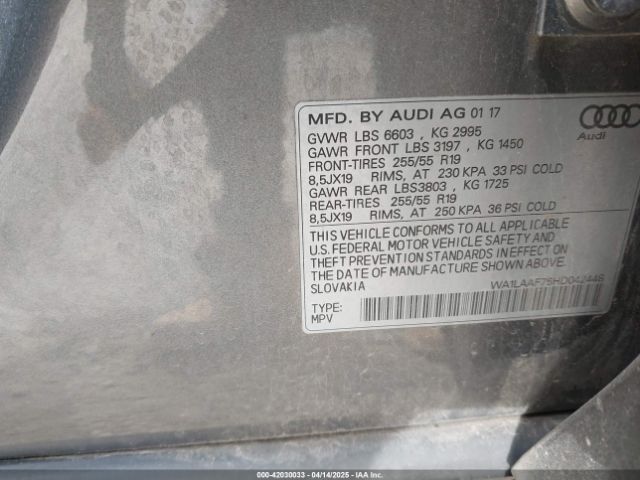 MFD. BY AUDI AG 01 17
GVWR LBS 6603 , KG 2995
GAWR FRONT LBS 3197 , KG 1450
FRONT-TIRES 255/55 R19
8,5JX19 RIMS, AT 230 KPA 33 PSI COLD
GAWR REAR LBS3803 , KG 1725
REAR-TIRES 255/55 R19
8,5JX19 RIMS, AT 250 KPA 36 PSI COLD
Audi
THIS VEHICLE CONFORMS TO ALL APPLICABLE
U.S. FEDERAL MOTOR VEHICLE SAFETY AND
THEFT PREVENTION STANDARDS IN EFFECT ON
THE DATE OF MANUFACTURE SHOWN ABOVE.
SLOVAKIA
TYPE:
MPV
000-42030033 - 04/14/2025 - IAA Inc.